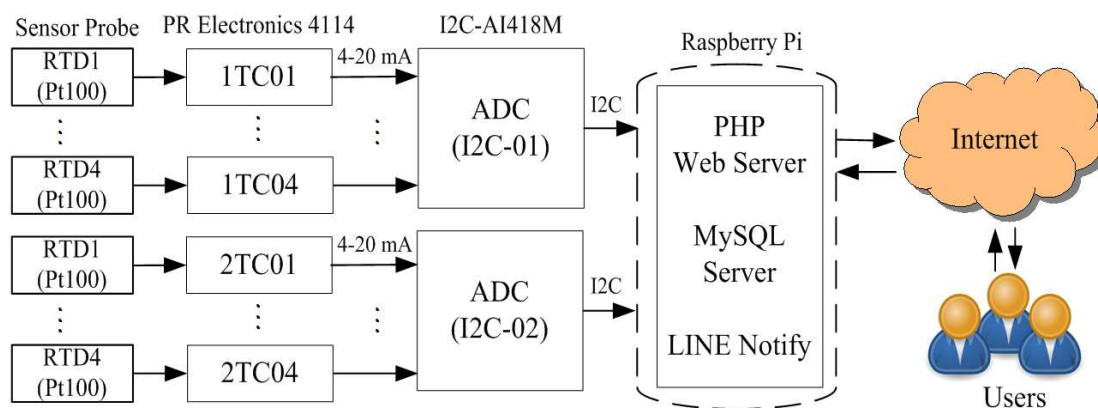 Sensor Probe
PR Electronics 4114
I2C-AI418M
Raspberry Pi
RTD1
(Pt100)
1TC01
4-20 mA
RTD4
(Pt100)
1TC04
ADC
(I2C-01)
I2C
RTD1
(Pt100)
2TC01
4-20 mA
RTD4
(Pt100)
2TC04
ADC
(I2C-02)
I2C
PHP
Web Server
MySQL
Server
LINE Notify
Internet
Users